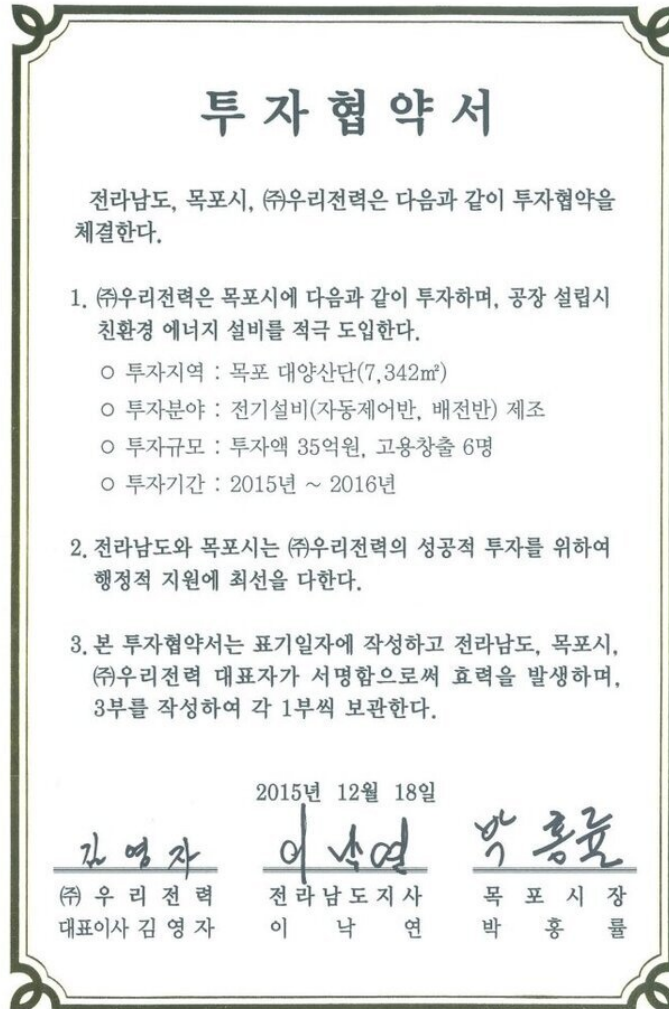 투자협약서
전라남도, 목포시, ㈜우리전력은 다음과 같이 투자협약을
체결한다.
1. ㈜우리전력은 목포시에 다음과 같이 투자하며, 공장 설립시
친환경 에너지 설비를 적극 도입한다.
○ 투자지역 : 목포 대양산단(7,342㎡)
○ 투자분야 : 전기설비(자동제어반, 배전반) 제조
○ 투자규모 : 투자액 35억원, 고용창출 6명
○ 투자기간 : 2015년 ~ 2016년
2. 전라남도와 목포시는 ㈜우리전력의 성공적 투자를 위하여
행정적 지원에 최선을 다한다.
3. 본 투자협약서는 표기일자에 작성하고 전라남도, 목포시,
㈜우리전력 대표자가 서명함으로써 효력을 발생하며,
3부를 작성하여 각 1부씩 보관한다.
2015년 12월 18일
김영자 이낙연 박홍률
㈜우리전력 전라남도지사 목포시장
대표이사 김영자 이낙연 박홍률